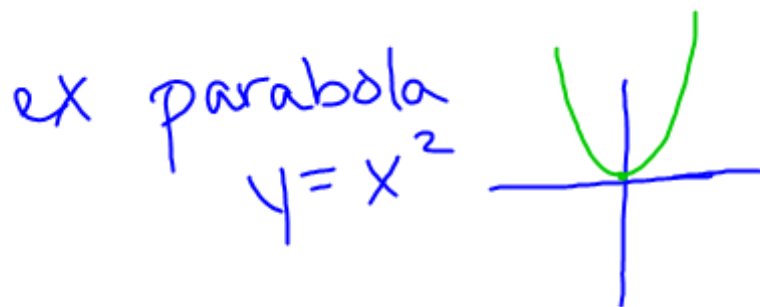 ex parabola
y = x²